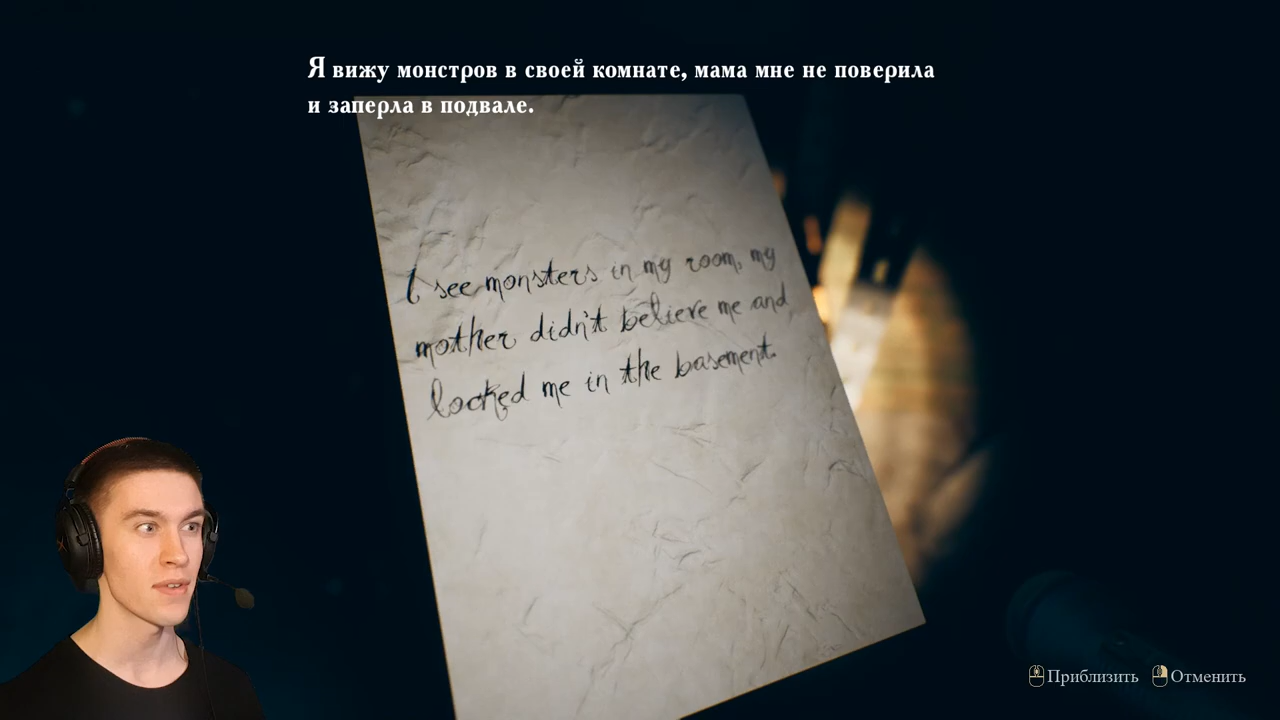 Я вижу монстров в своей комнате, мама мне не поверила
и заперла в подвале.
I see monsters in my room, my
mother didn't believe me and
locked me in the basement.
Приблизить Отменить